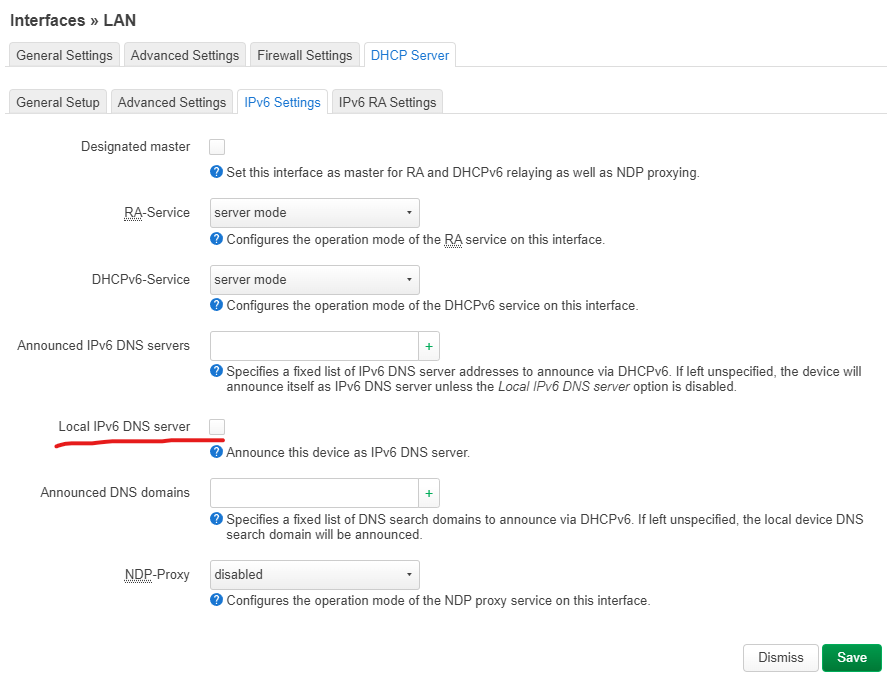 Interfaces » LAN
General Settings Advanced Settings Firewall Settings DHCP Server
General Setup Advanced Settings IPv6 Settings IPv6 RA Settings
Designated master
? Set this interface as master for RA and DHCPv6 relaying as well as NDP proxying.
RA-Service server mode
? Configures the operation mode of the RA service on this interface.
DHCPv6-Service server mode
? Configures the operation mode of the DHCPv6 service on this interface.
Announced IPv6 DNS servers +
? Specifies a fixed list of IPv6 DNS server addresses to announce via DHCPv6. If left unspecified, the device will
announce itself as IPv6 DNS server unless the Local IPv6 DNS server option is disabled.
Local IPv6 DNS server
? Announce this device as IPv6 DNS server.
Announced DNS domains +
? Specifies a fixed list of DNS search domains to announce via DHCPv6. If left unspecified, the local device DNS
search domain will be announced.
NDP-Proxy disabled
? Configures the operation mode of the NDP proxy service on this interface.
Dismiss Save